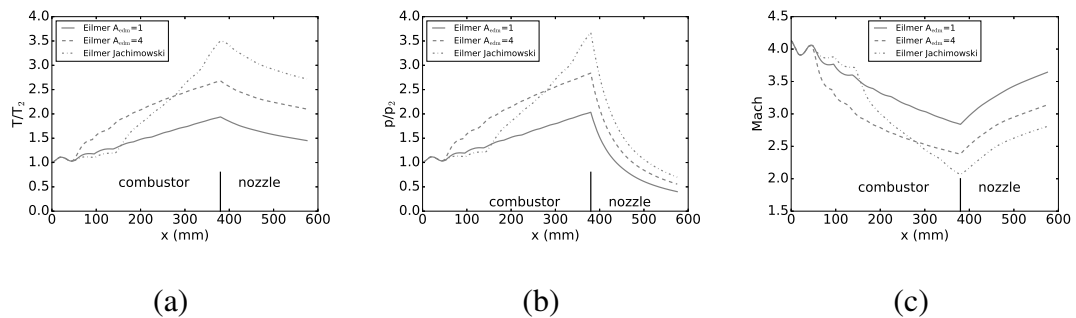 4.0
3.5
3.0
2.5
2.0
1.5
1.0
0.5
0.0
T/T2
Eilmer Aedm=1
Eilmer Aedm=4
Eilmer Jachimowski
combustor
nozzle
0 100 200 300 400 500 600
x (mm)
(a)
4.0
3.5
3.0
2.5
2.0
1.5
1.0
0.5
0.0
p/p2
Eilmer Aedm=1
Eilmer Aedm=4
Eilmer Jachimowski
combustor
nozzle
0 100 200 300 400 500 600
x (mm)
(b)
4.5
4.0
3.5
3.0
2.5
2.0
1.5
Mach
Eilmer Aedm=1
Eilmer Aedm=4
Eilmer Jachimowski
combustor
nozzle
0 100 200 300 400 500 600
x (mm)
(c)